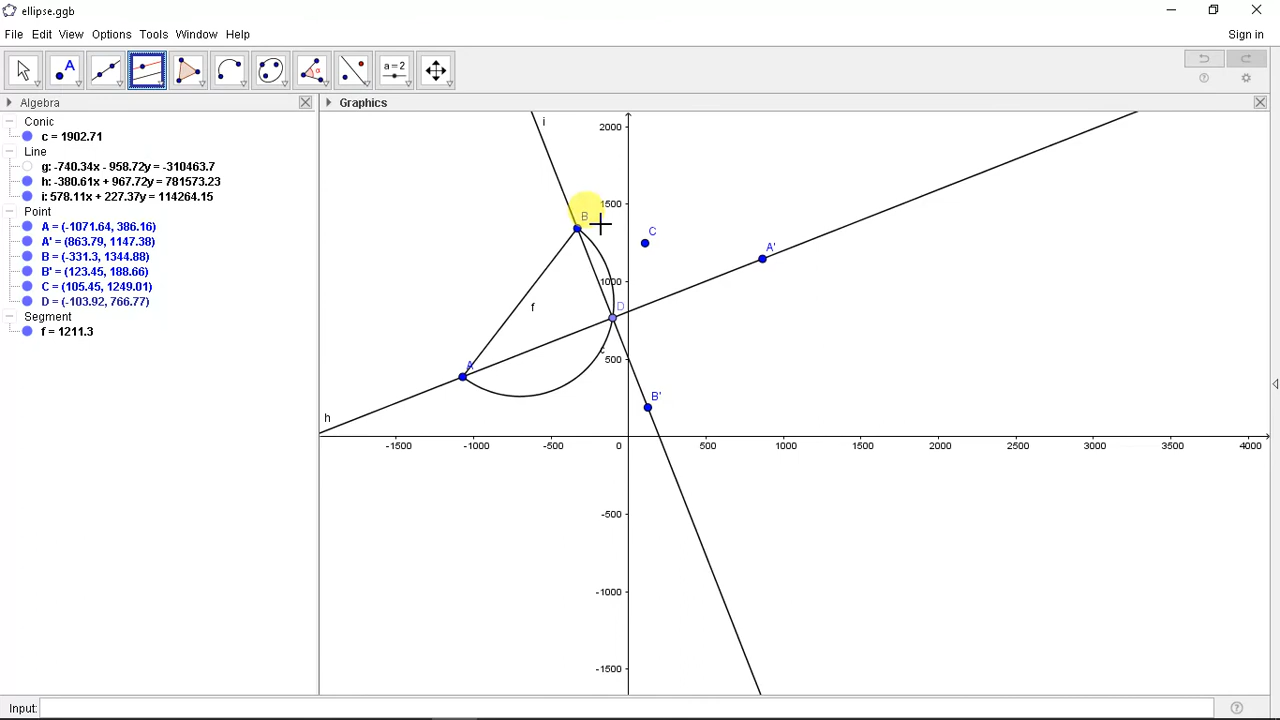 ellipse.ggb
File Edit View Options Tools Window Help
Sign in
A
a = 2
Algebra
Graphics
Conic
c = 1902.71
Line
g: -740.34x - 958.72y = -310463.7
h: -380.61x + 967.72y = 781573.23
i: 578.11x + 227.37y = 114264.15
Point
A = (-1071.64, 386.16)
A' = (863.79, 1147.38)
B = (-331.3, 1344.88)
B' = (123.45, 188.66)
C = (105.45, 1249.01)
D = (-103.92, 766.77)
Segment
f = 1211.3
i
2000
1500
B
C
A'
1000
f
D
c
500
A
B'
h
-1500 -1000 -500 0 500 1000 1500 2000 2500 3000 3500 4000
-500
-1000
-1500
Input: